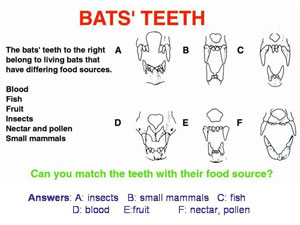 BATS' TEETH
The bats' teeth to the right
belong to living bats that
have differing food sources.
Blood
Fish
Fruit
Insects
Nectar and pollen
Small mammals
A B C
D E F
Can you match the teeth with their food source?
Answers: A: insects B: small mammals C: fish
D: blood E:fruit F: nectar, pollen